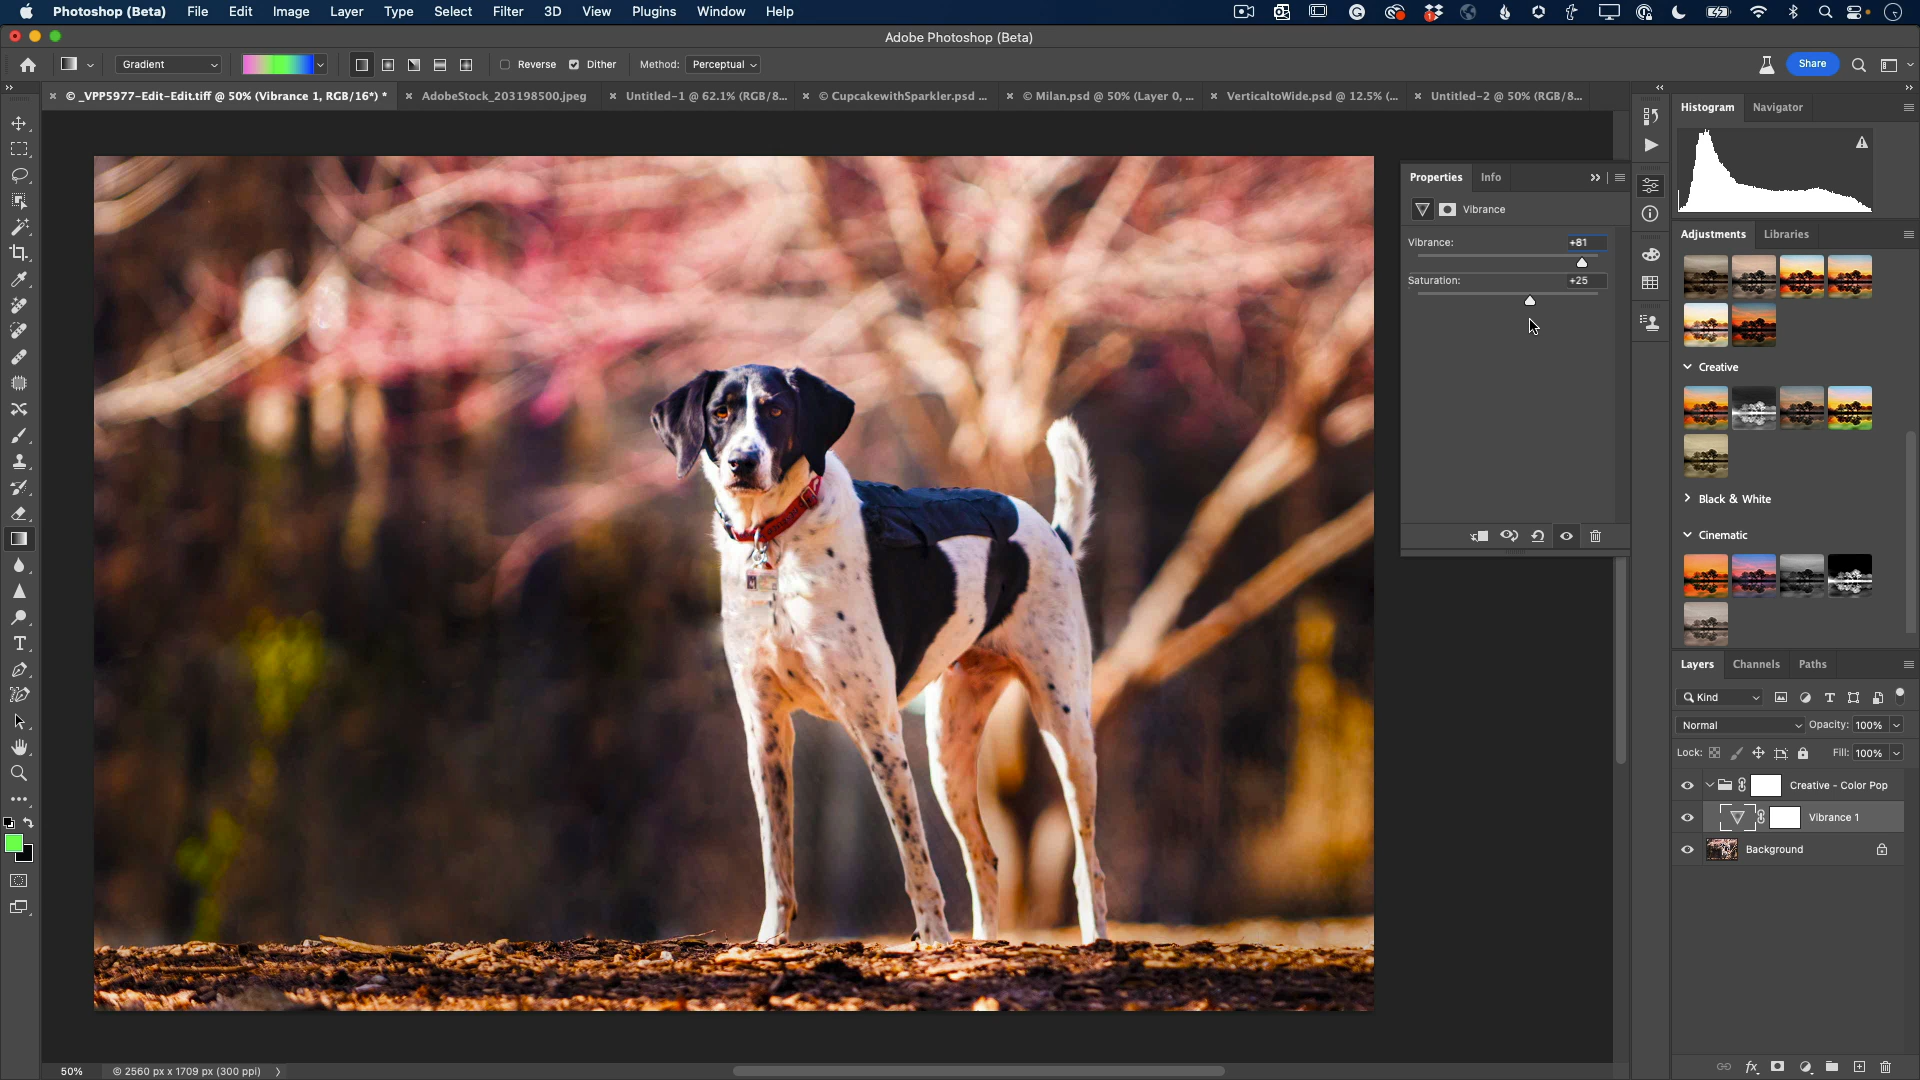 Photoshop (Beta) File Edit Image Layer Type Select Filter 3D View Plugins Window Help
Adobe Photoshop (Beta)
Gradient Reverse Dither Method: Perceptual Share
© _VPP5977-Edit-Edit.tiff @ 50% (Vibrance 1, RGB/16*) * AdobeStock_203198500.jpeg Untitled-1 @ 62.1% (RGB/8... © CupcakewithSparkler.psd ... © Milan.psd @ 50% (Layer 0, ... VerticaltoWide.psd @ 12.5% (... Untitled-2 @ 50% (RGB/8...
Histogram Navigator
Properties Info
Vibrance
Vibrance: +81
Saturation: +25
Adjustments Libraries
Creative
Black & White
Cinematic
Layers Channels Paths
Kind
Normal Opacity: 100%
Lock: Fill: 100%
Creative - Color Pop
Vibrance 1
Background
50% © 2560 px x 1709 px (300 ppi)